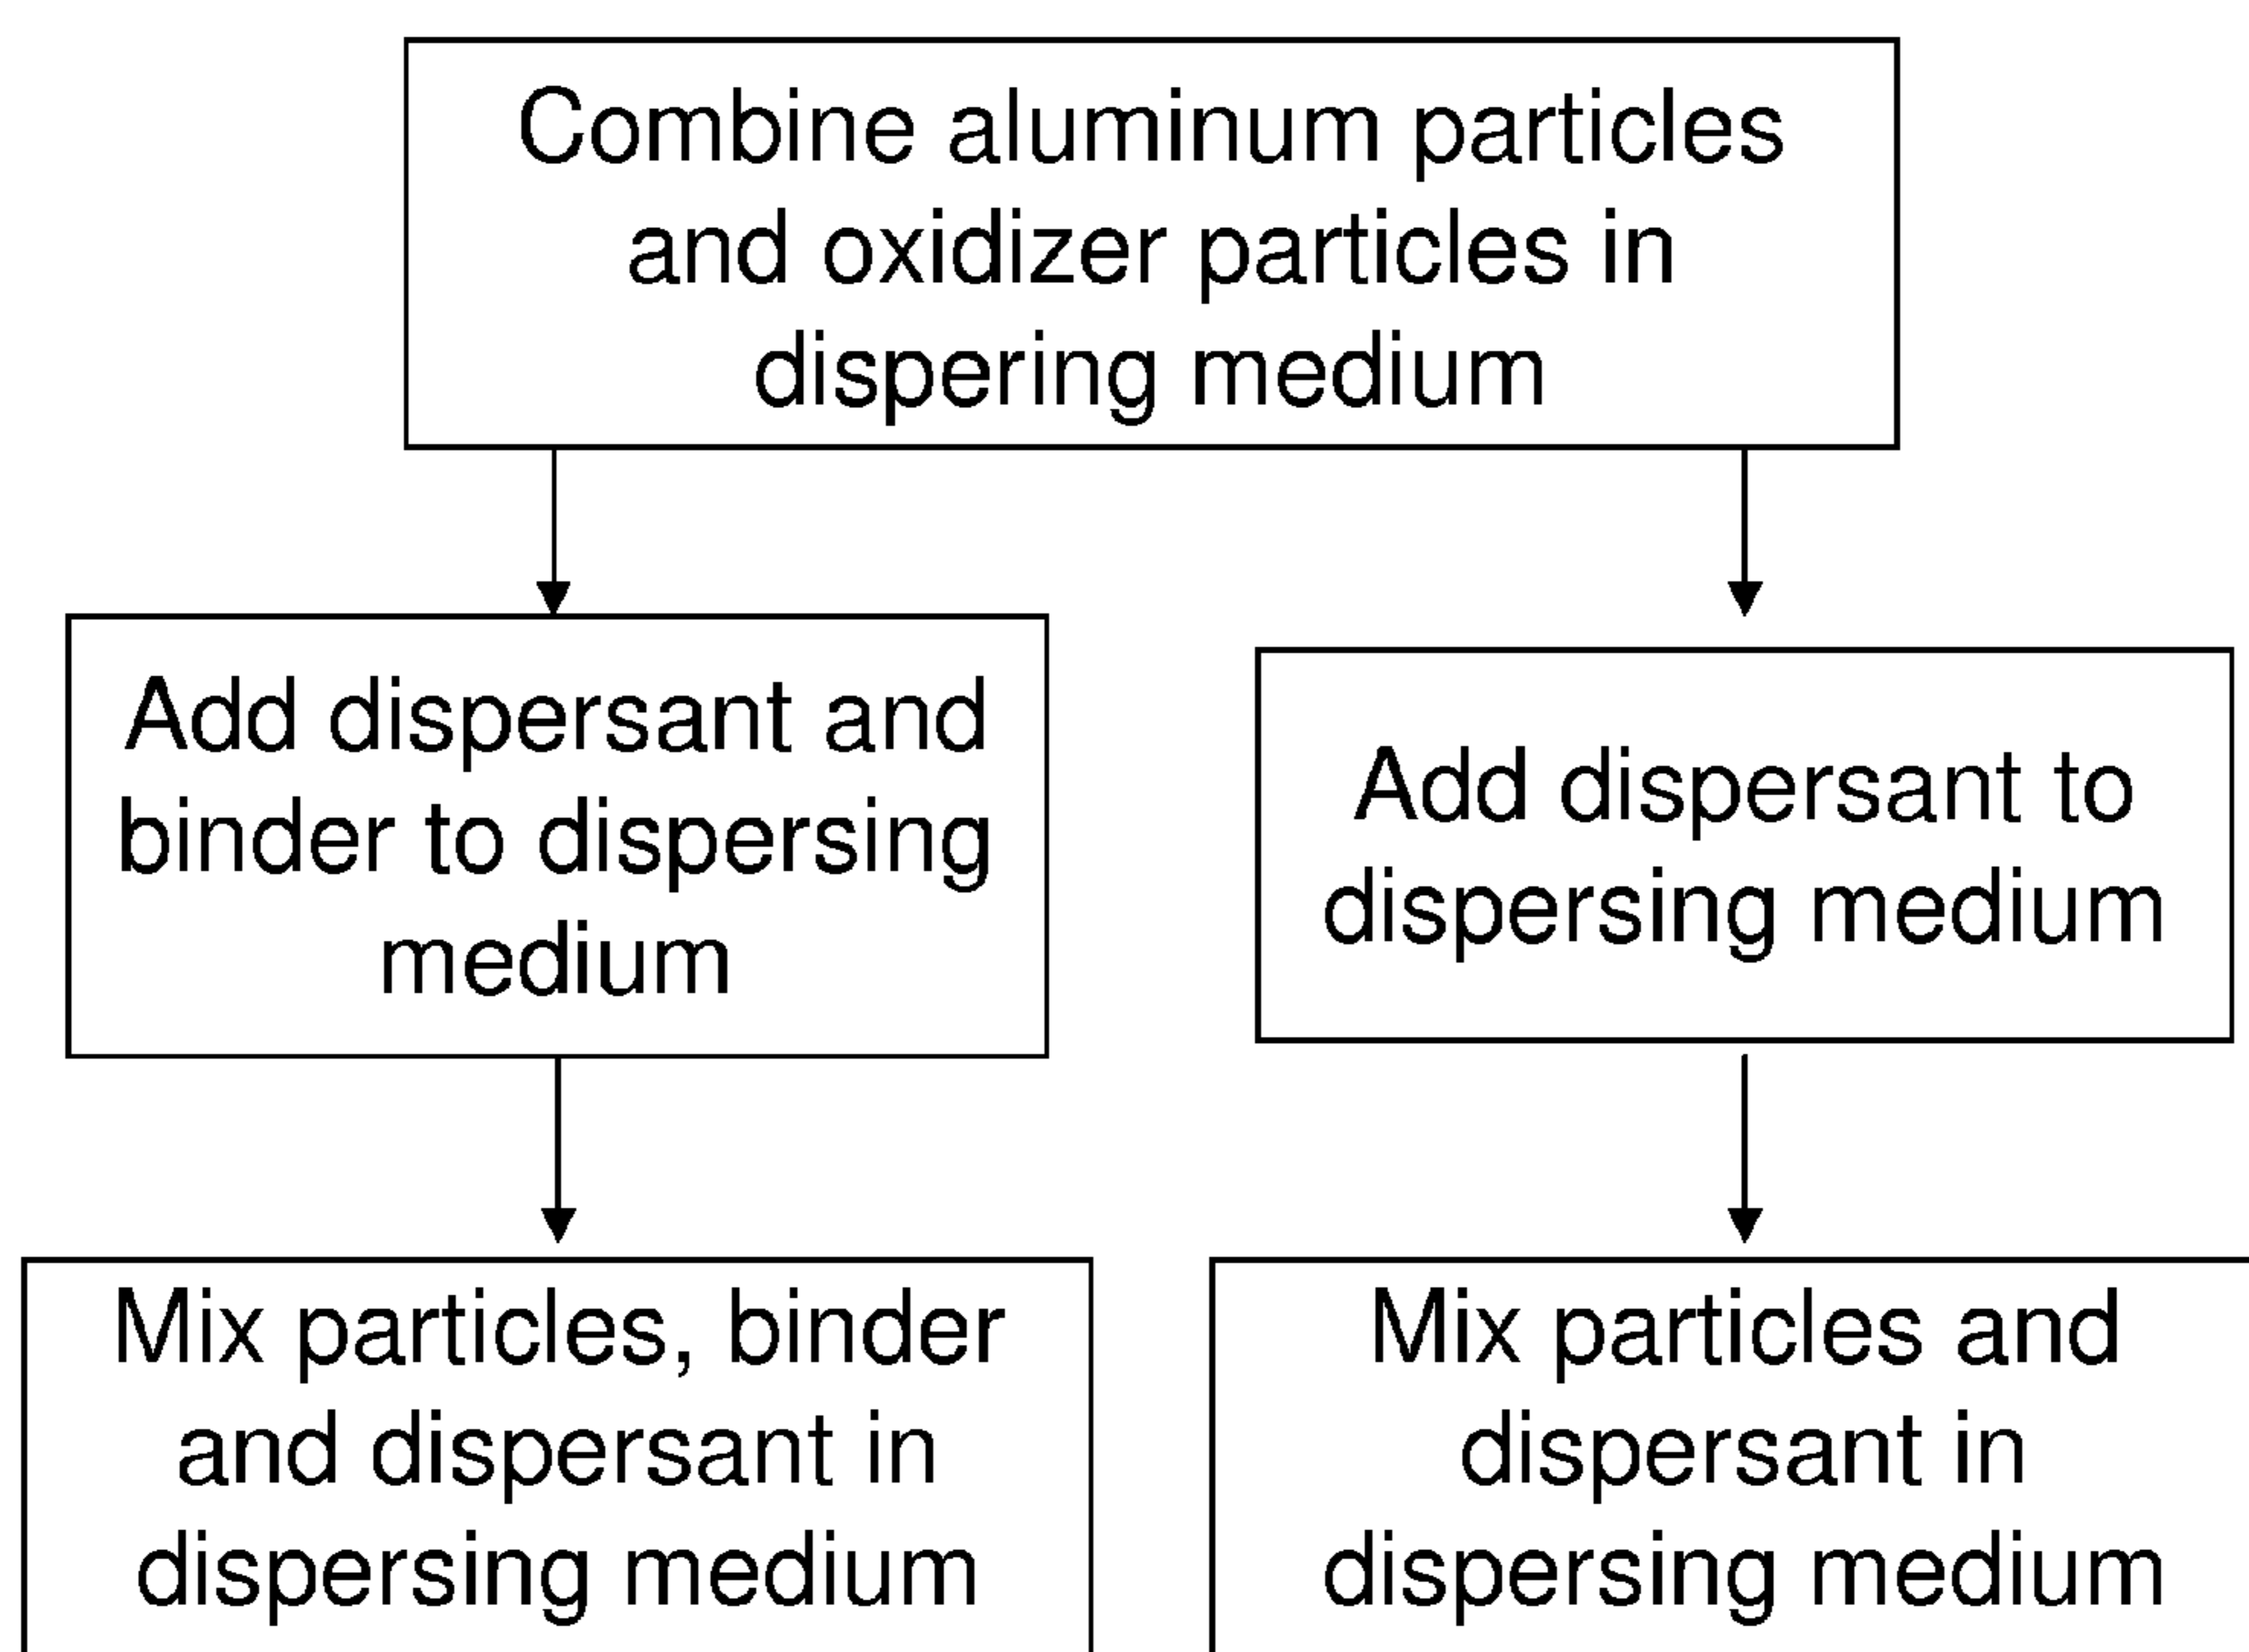 Combine aluminum particles
and oxidizer particles in
dispering medium
Add dispersant and
binder to dispersing
medium
Add dispersant to
dispersing medium
Mix particles, binder
and dispersant in
dispersing medium
Mix particles and
dispersant in
dispersing medium